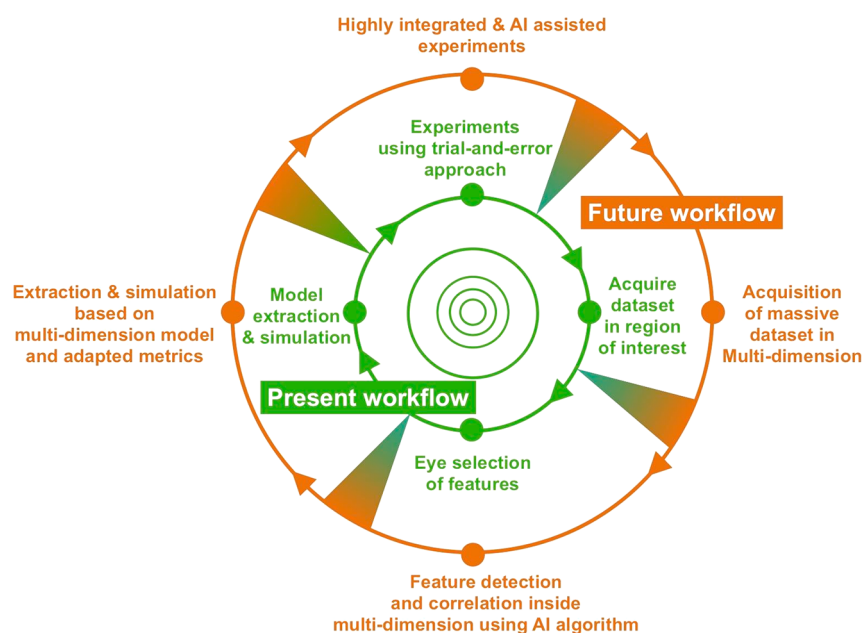 Highly integrated & AI assisted
experiments
Experiments
using trial-and-error
approach
Future workflow
Extraction & simulation
based on
multi-dimension model
and adapted metrics
Model
extraction
& simulation
Acquire
dataset
in region
of interest
Acquisition
of massive
dataset in
Multi-dimension
Present workflow
Eye selection
of features
Feature detection
and correlation inside
multi-dimension using AI algorithm